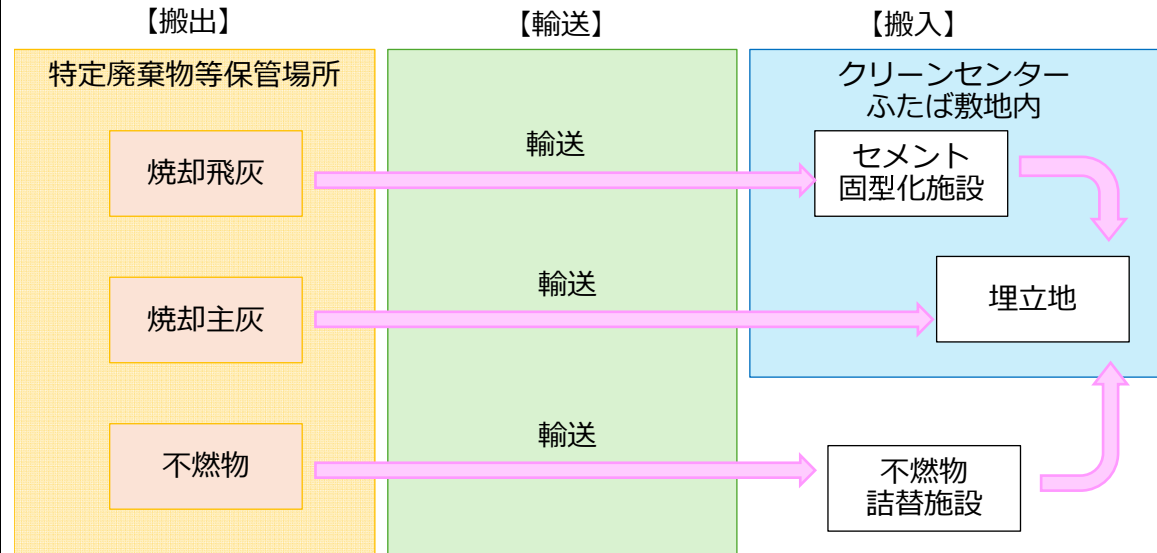 【搬出】
【輸送】
【搬入】
特定廃棄物等保管場所
クリーンセンター
ふたば敷地内
焼却飛灰
輸送
セメント
固型化施設
焼却主灰
輸送
埋立地
不燃物
輸送
不燃物
詰替施設